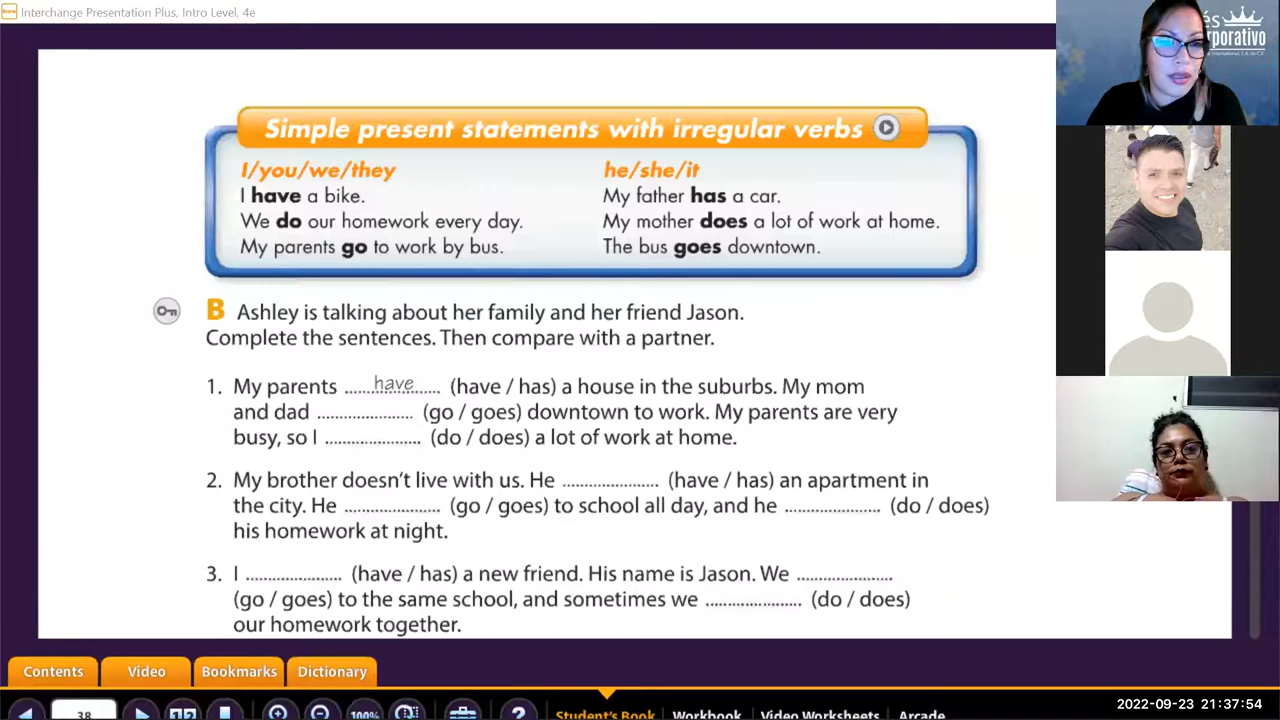 Interchange Presentation Plus, Intro Level, 4e
és
rporativo
Simple present statements with irregular verbs
I/you/we/they
he/she/it
I have a bike.
My father has a car.
We do our homework every day.
My mother does a lot of work at home.
My parents go to work by bus.
The bus goes downtown.
B Ashley is talking about her family and her friend Jason.
Complete the sentences. Then compare with a partner.
1. My parents ......have...... (have / has) a house in the suburbs. My mom
and dad ...................... (go / goes) downtown to work. My parents are very
busy, so I ...................... (do / does) a lot of work at home.
2. My brother doesn't live with us. He ...................... (have / has) an apartment in
the city. He ...................... (go / goes) to school all day, and he ...................... (do / does)
his homework at night.
3. I ...................... (have / has) a new friend. His name is Jason. We ......................
(go / goes) to the same school, and sometimes we ...................... (do / does)
our homework together.
Contents Video Bookmarks Dictionary
38
100%
?
Student's Book Workbook Video Worksheets Arcade
2022-09-23 21:37:54